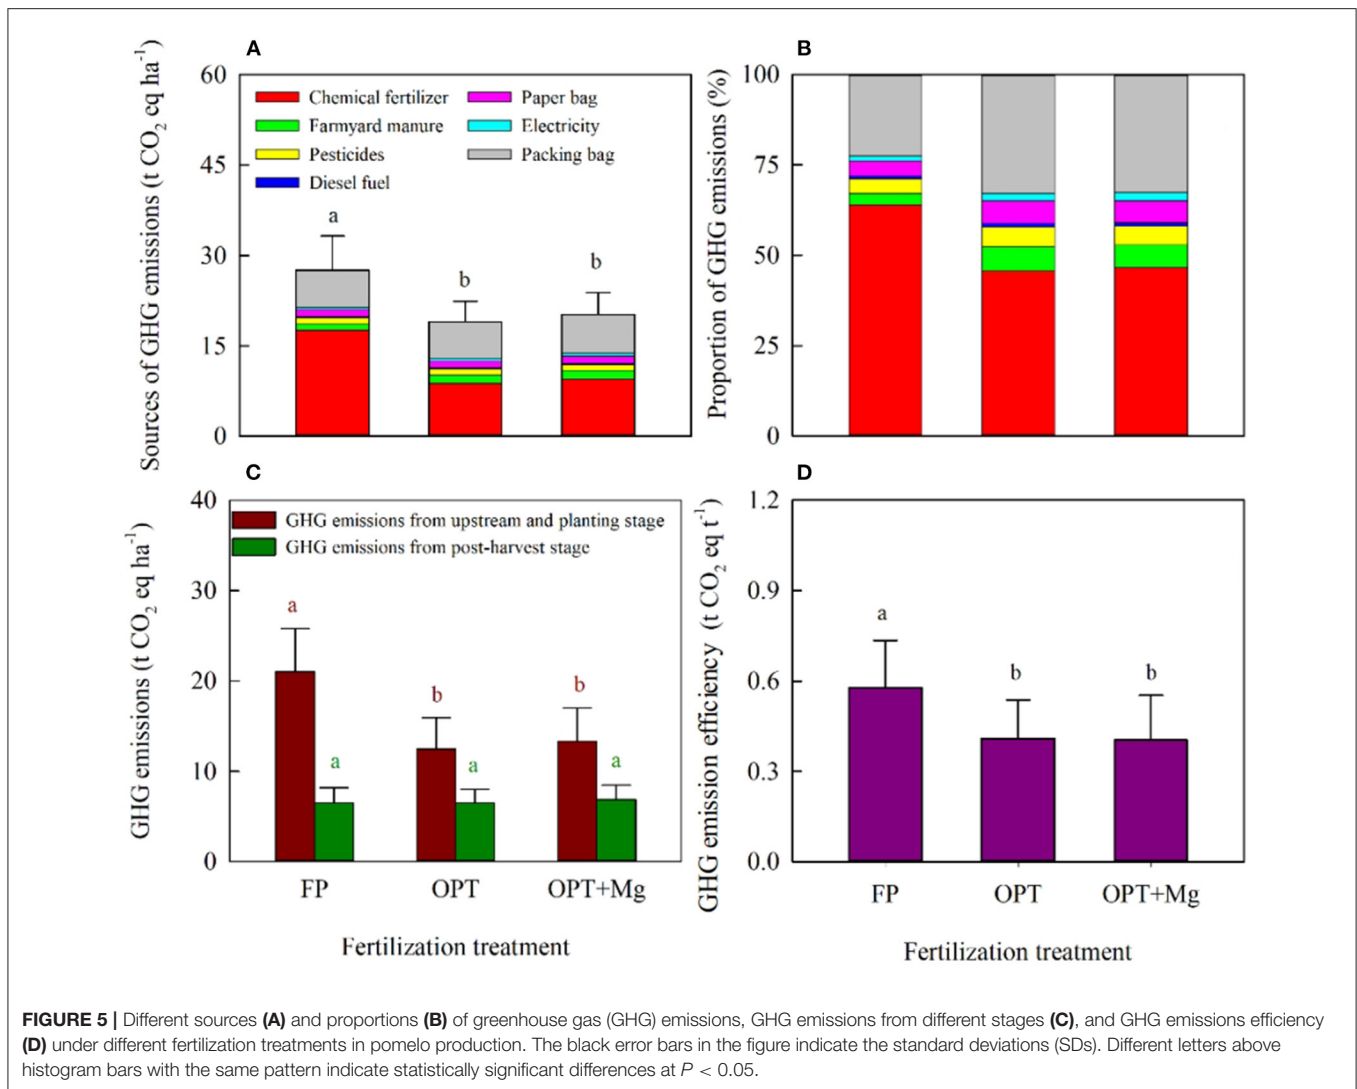 A
Sources of GHG emissions (t CO2 eq ha-1)
60
45
30
15
0
Chemical fertilizer
Farmyard manure
Pesticides
Diesel fuel
Paper bag
Electricity
Packing bag
a
b
b
B
Proportion of GHG emissions (%)
100
75
50
25
0
C
GHG emissions (t CO2 eq ha-1)
40
30
20
10
0
GHG emissions from upstream and planting stage
GHG emissions from post-harvest stage
a
a
b
a
b
a
FP
OPT
OPT+Mg
Fertilization treatment
D
GHG emission efficiency (t CO2 eq t-1)
1.2
0.9
0.6
0.3
0.0
a
b
b
FP
OPT
OPT+Mg
Fertilization treatment
FIGURE 5 | Different sources (A) and proportions (B) of greenhouse gas (GHG) emissions, GHG emissions from different stages (C), and GHG emissions efficiency
(D) under different fertilization treatments in pomelo production. The black error bars in the figure indicate the standard deviations (SDs). Different letters above
histogram bars with the same pattern indicate statistically significant differences at P < 0.05.